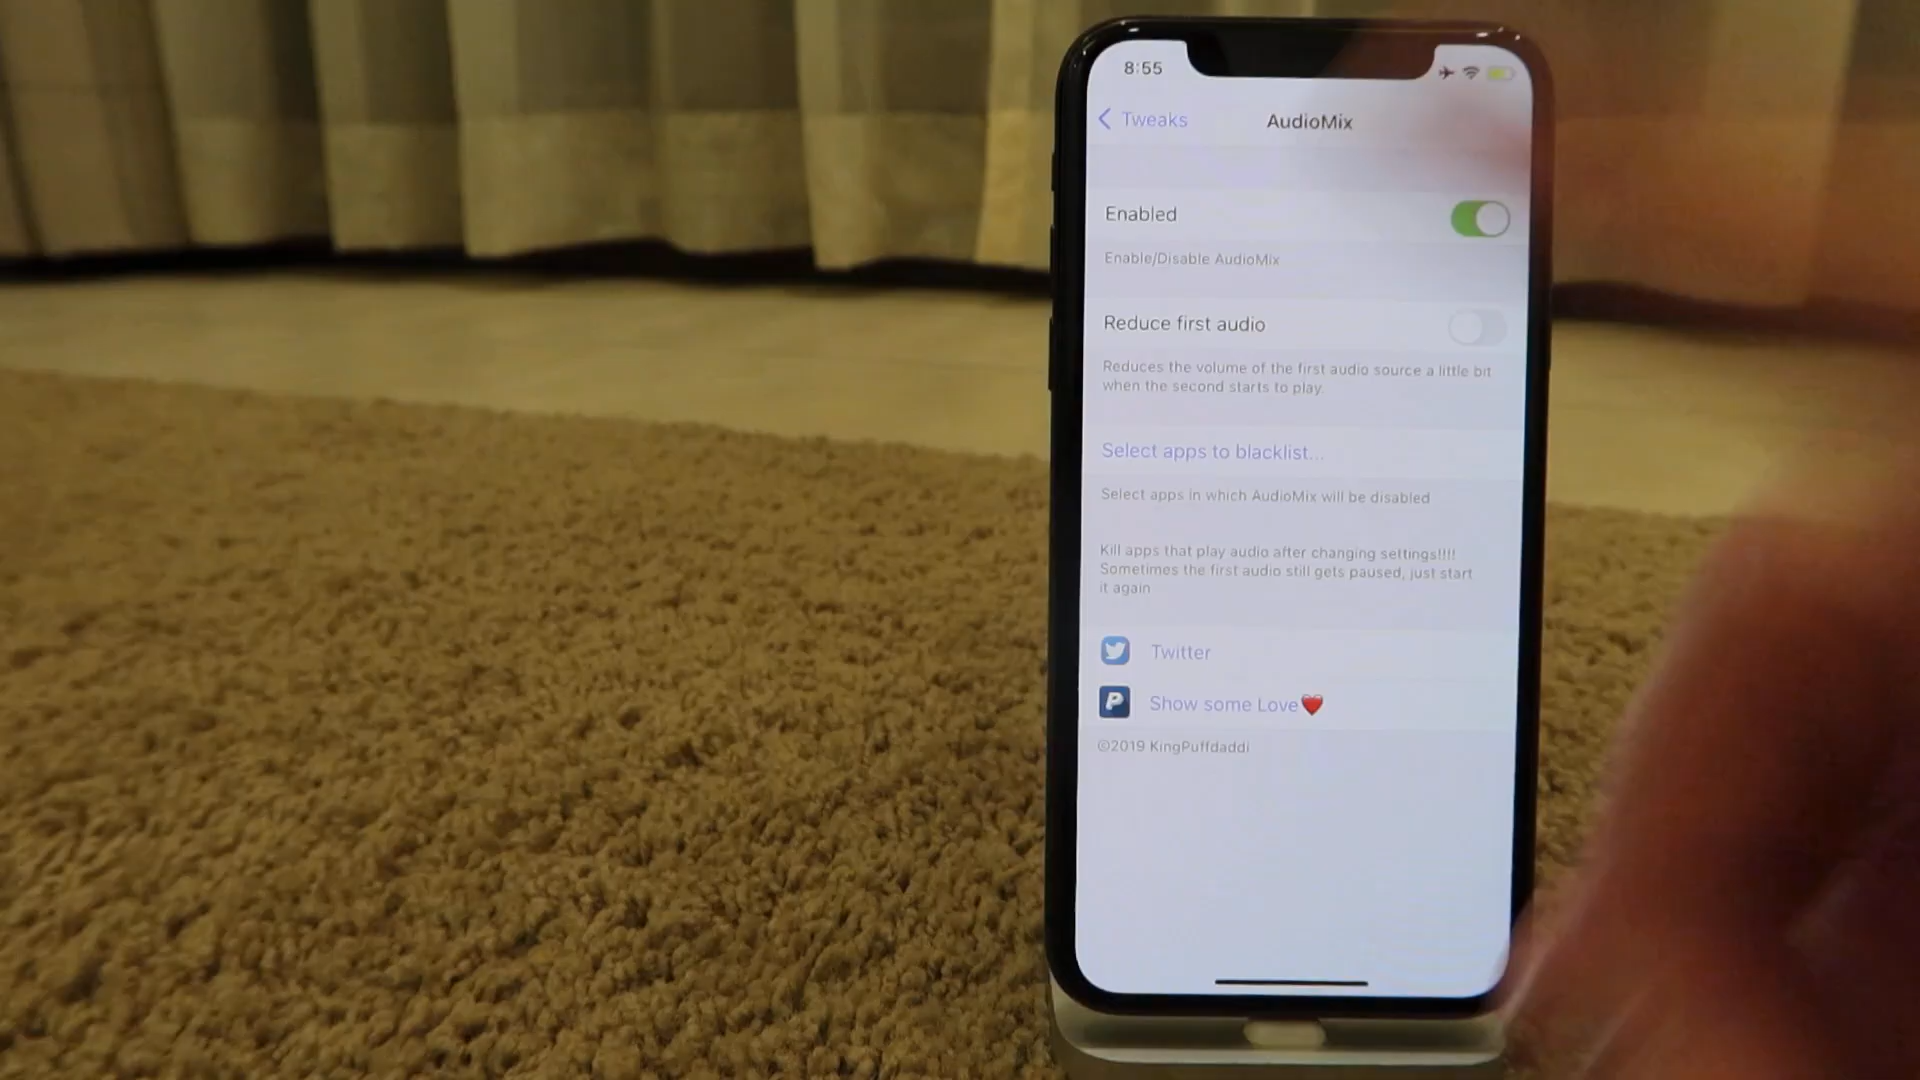 8:55
Tweaks
AudioMix
Enabled
Enable/Disable AudioMix
Reduce first audio
Reduces the volume of the first audio source a little bit
when the second starts to play.
Select apps to blacklist...
Select apps in which AudioMix will be disabled
Kill apps that play audio after changing settings!!!!
Sometimes the first audio still gets paused, just start
it again
Twitter
Show some Love❤️
©2019 KingPuffdaddi